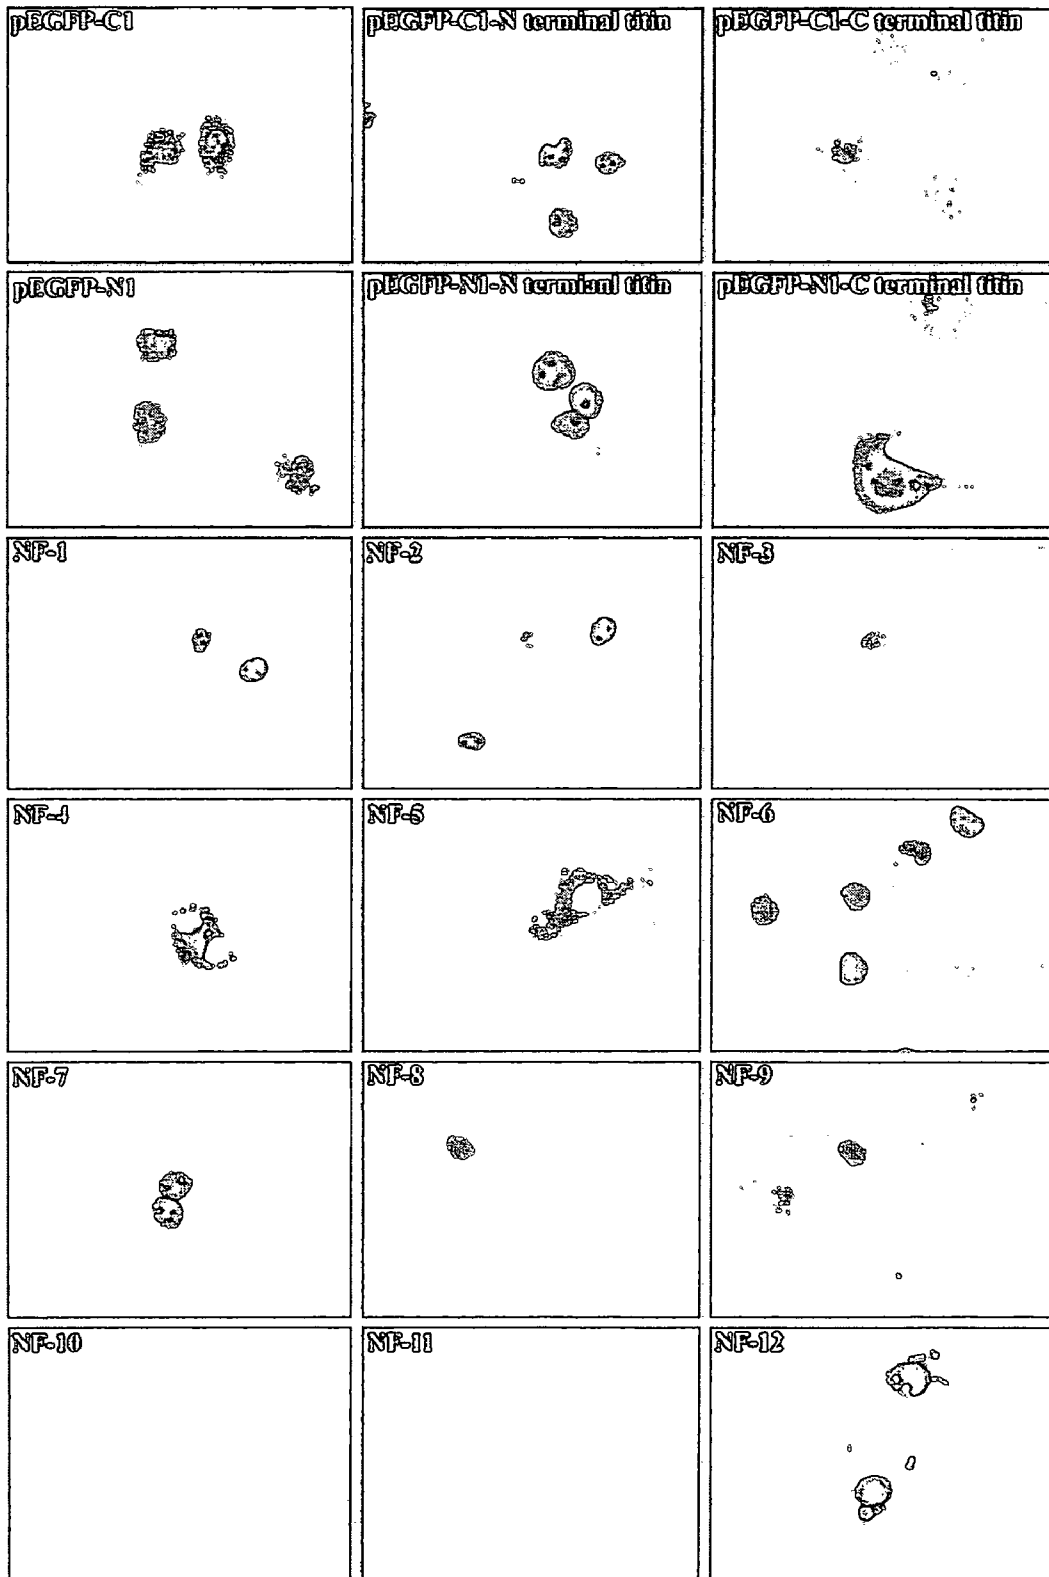 pEGFP-C1
pEGFP-C1-N terminal titin
pEGFP-C1-C terminal titin
pEGFP-N1
pEGFP-N1-N termianl titin
pEGFP-N1-C terminal titin
NF-1
NF-2
NF-3
NF-4
NF-5
NF-6
NF-7
NF-8
NF-9
NF-10
NF-11
NF-12